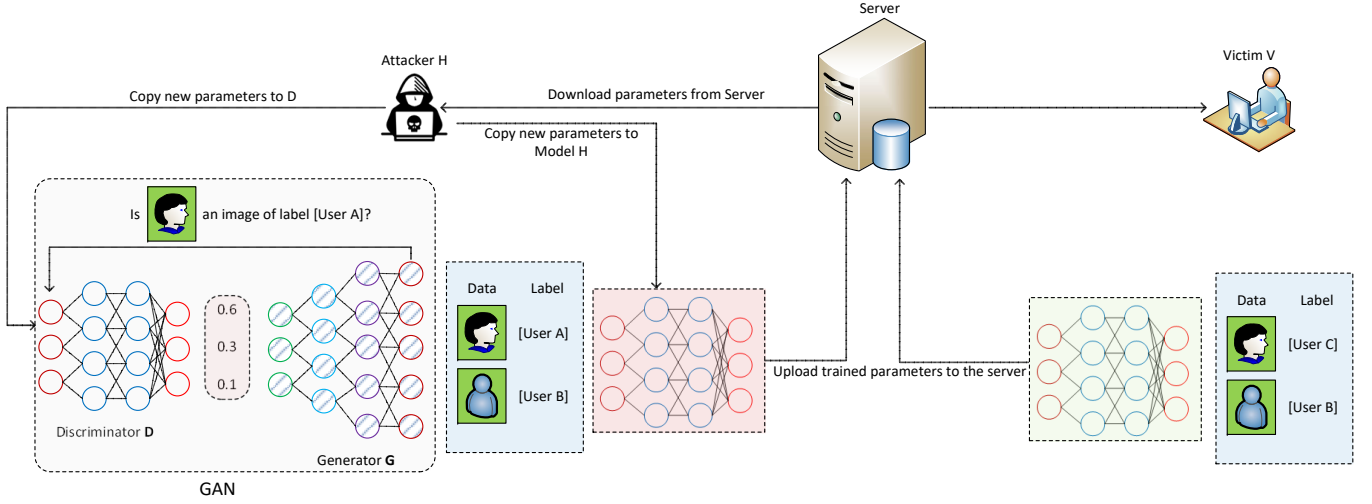 Server
Attacker H
Victim V
Copy new parameters to D
Download parameters from Server
Copy new parameters to
Model H
Is
an image of label [User A]?
Data
Label
[User A]
[User B]
0.6
0.3
0.1
Discriminator D
Generator G
GAN
Upload trained parameters to the server
Data
Label
[User C]
[User B]